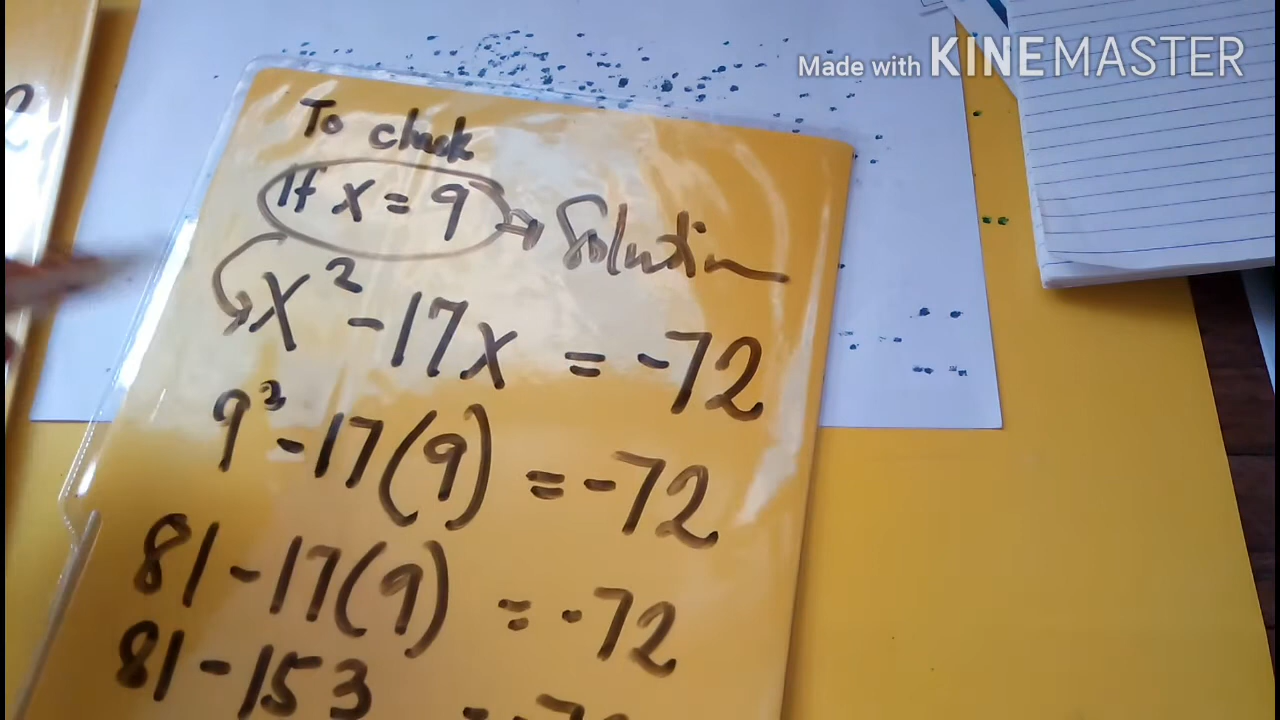 Made with KINEMASTER
To check
If x = 9 → Solution
x² - 17x = -72
9² - 17(9) = -72
81 - 17(9) = -72
81 - 153 = -72